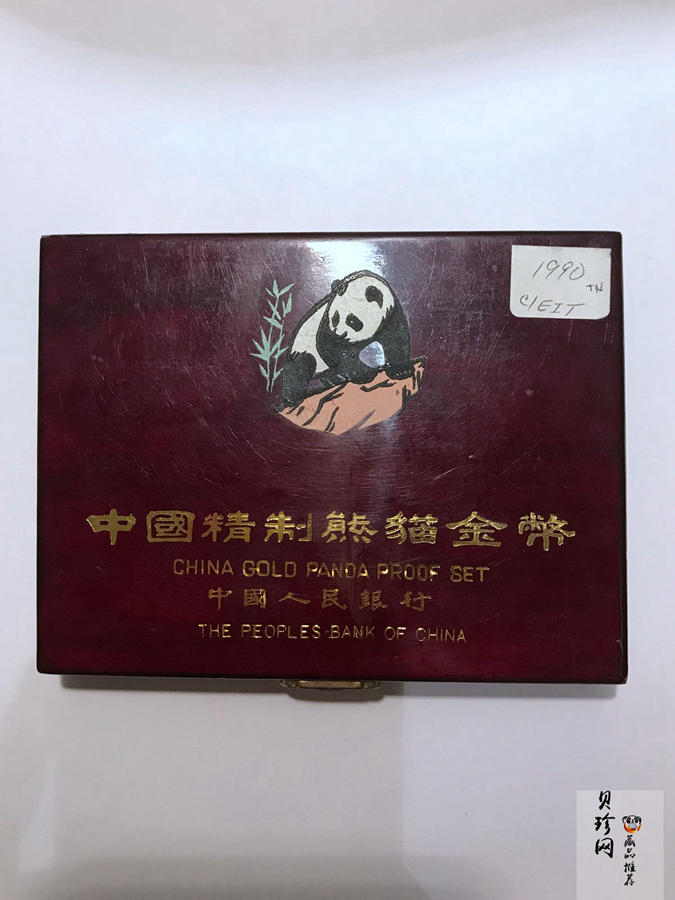 1990
中國精制熊貓金幣
CHINA GOLD PANDA PROOF SET
中國人民銀行
THE PEOPLES BANK OF CHINA
贝珍网
藏品推荐